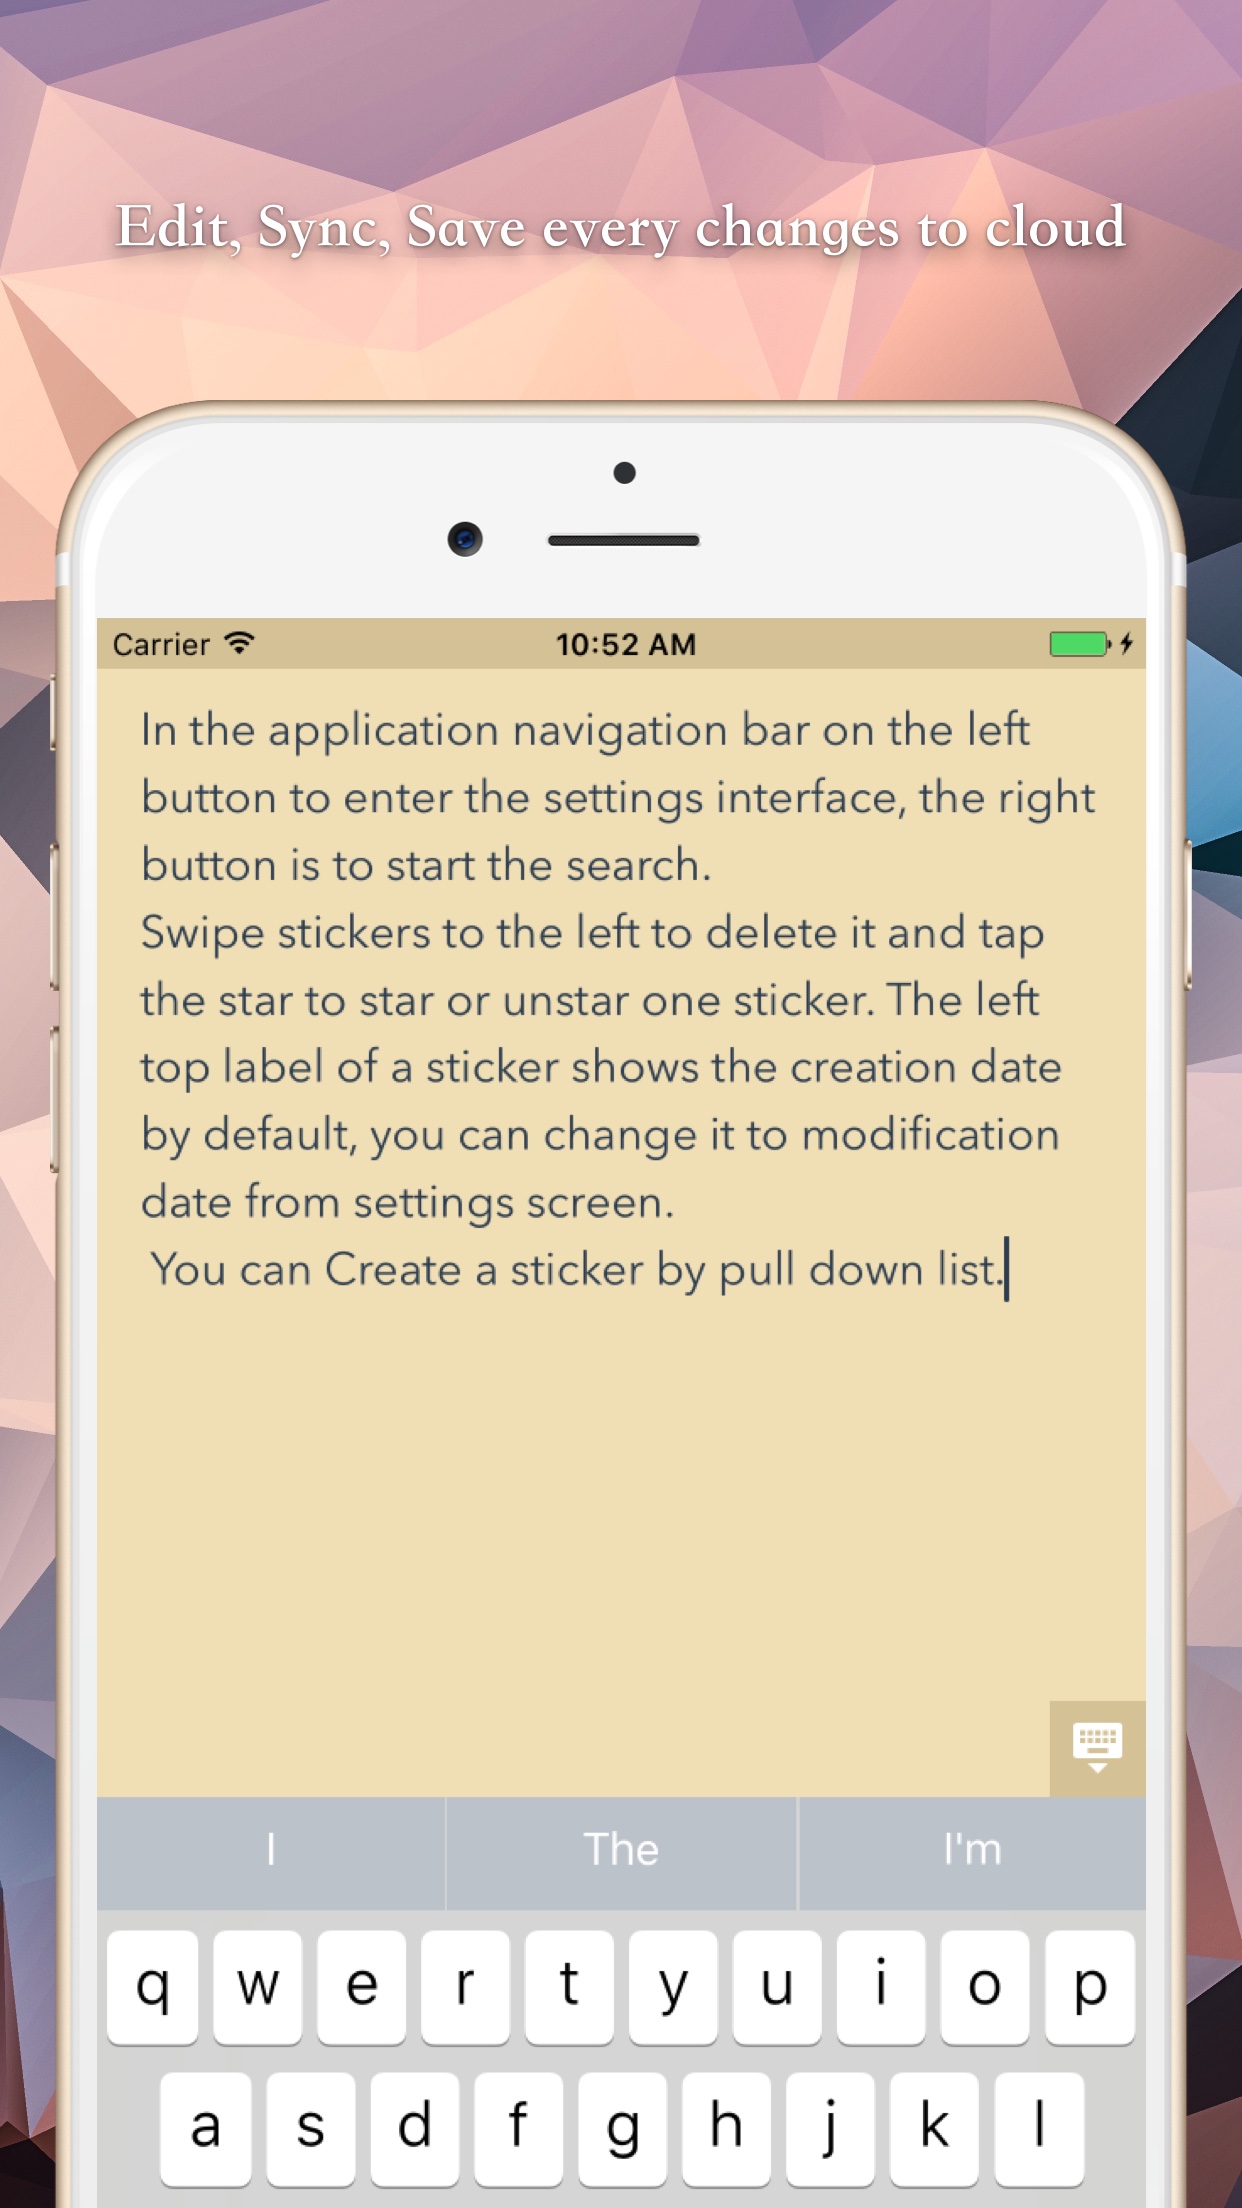 Edit, Sync, Save every changes to cloud
Carrier 10:52 AM
In the application navigation bar on the left
button to enter the settings interface, the right
button is to start the search.
Swipe stickers to the left to delete it and tap
the star to star or unstar one sticker. The left
top label of a sticker shows the creation date
by default, you can change it to modification
date from settings screen.
You can Create a sticker by pull down list.
I The I'm
q w e r t y u i o p
a s d f g h j k l